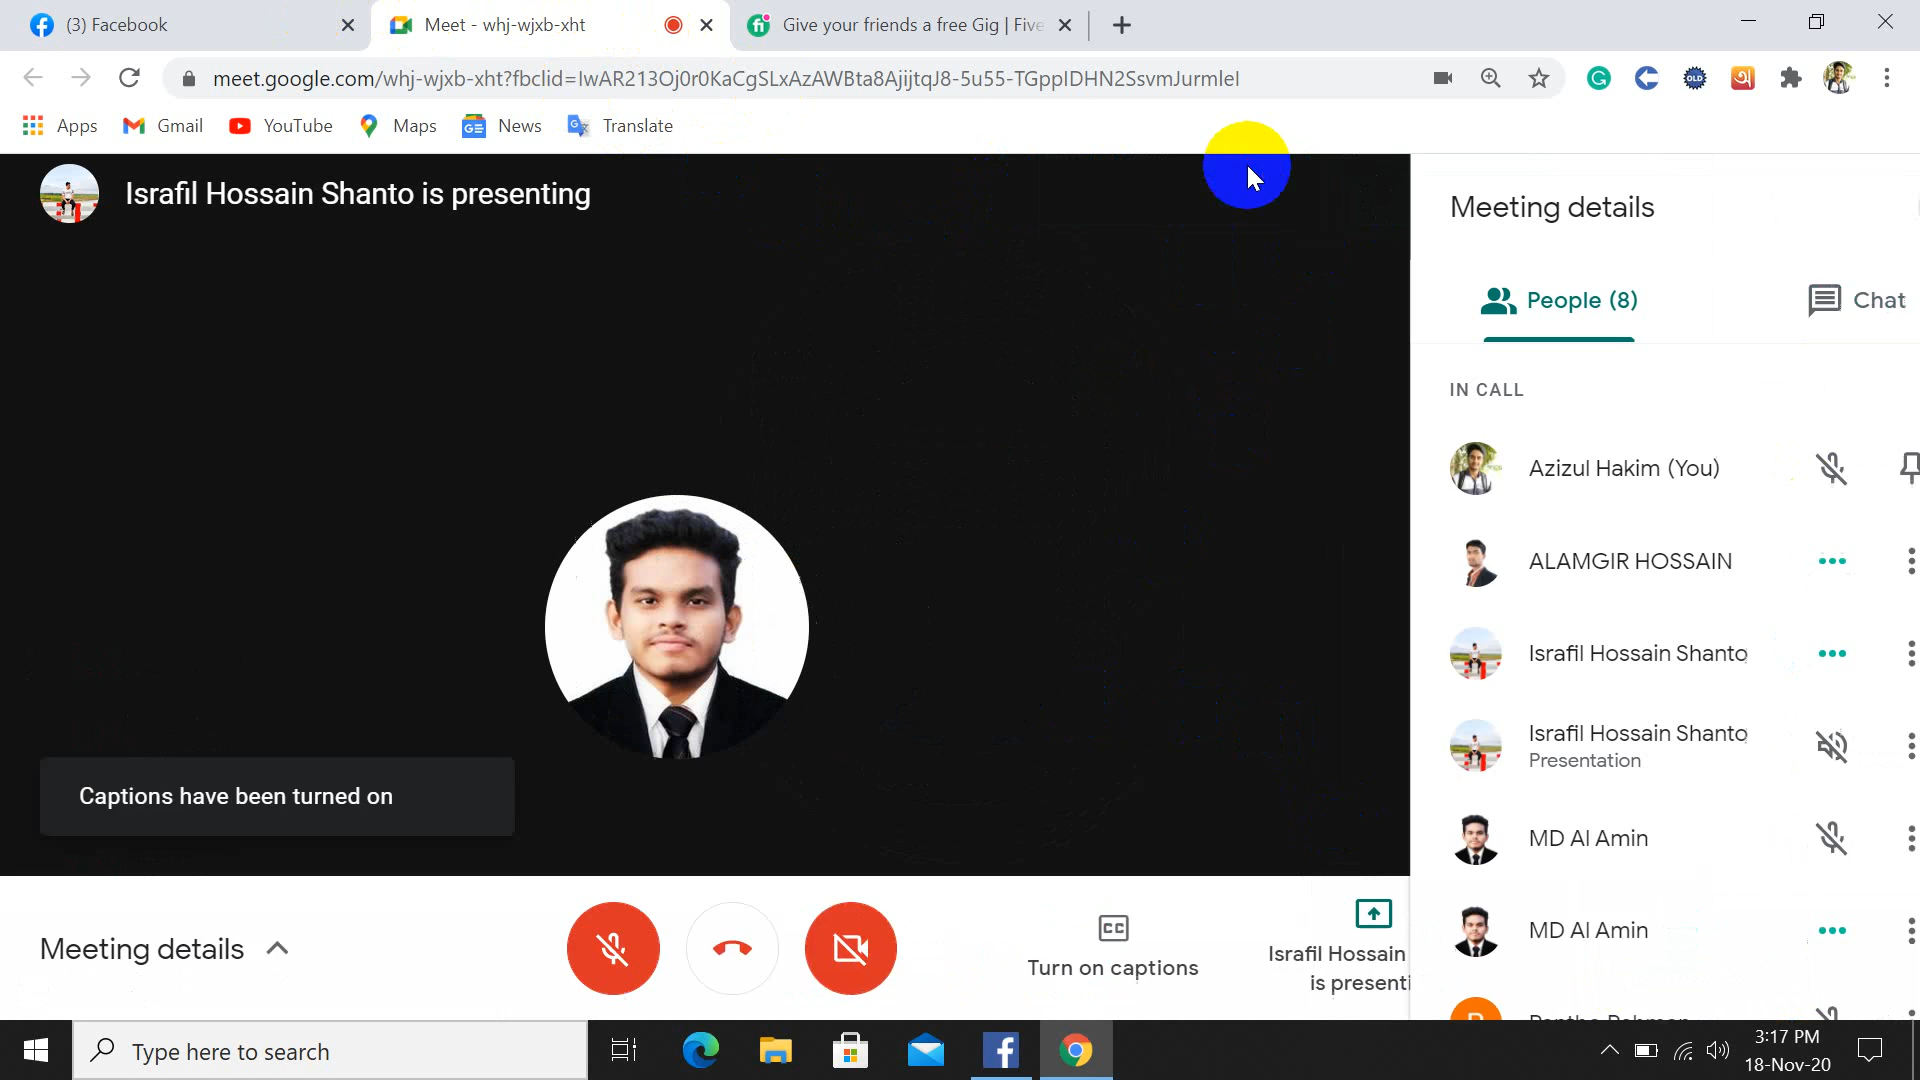 (3) Facebook
Meet - whj-wjxb-xht
Give your friends a free Gig | Five
meet.google.com/whj-wjxb-xht?fbclid=IwAR213Oj0r0KaCgSLxAzAWBta8AjijtqJ8-5u55-TGppIDHN2SsvmJurmleI
OLD
Apps
Gmail
YouTube
Maps
News
Translate
Israfil Hossain Shanto is presenting
Meeting details
People (8)
Chat
IN CALL
Azizul Hakim (You)
ALAMGIR HOSSAIN
Israfil Hossain Shanto
Israfil Hossain Shanto
Presentation
MD Al Amin
MD Al Amin
Captions have been turned on
Meeting details
Turn on captions
Israfil Hossain
is presenti
Type here to search
3:17 PM
18-Nov-20